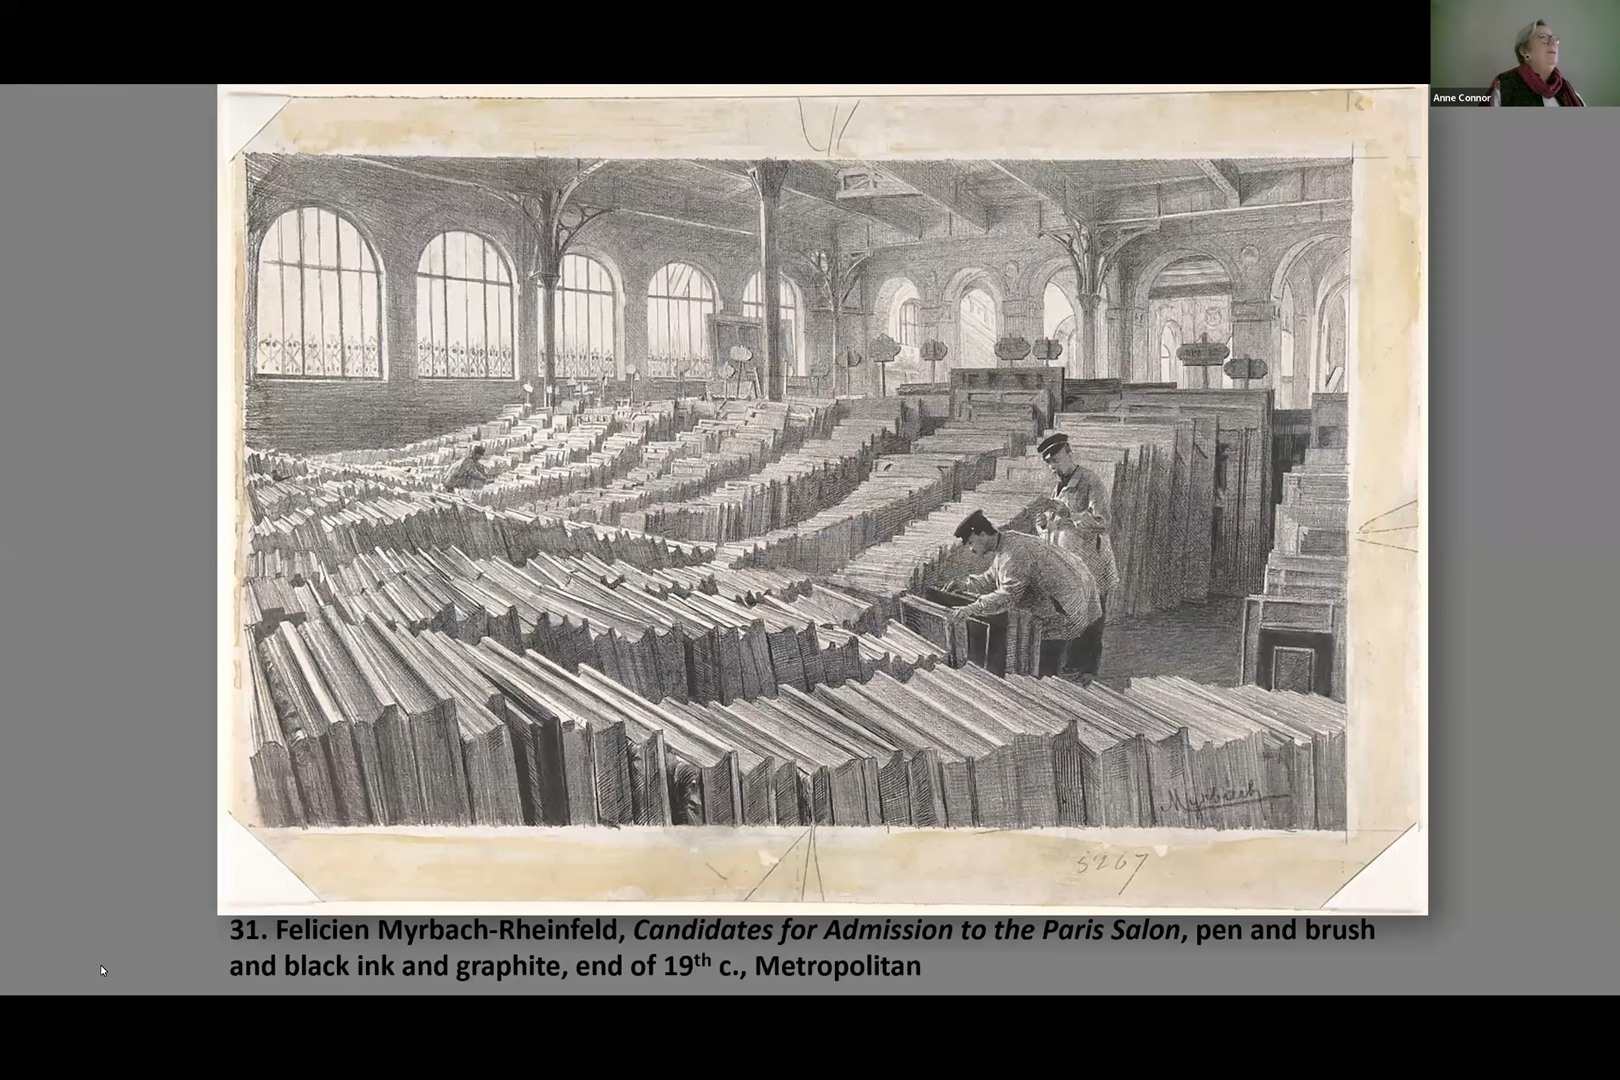 Anne Connor
Myrbach
5267
31. Felicien Myrbach-Rheinfeld, Candidates for Admission to the Paris Salon, pen and brush
and black ink and graphite, end of 19th c., Metropolitan